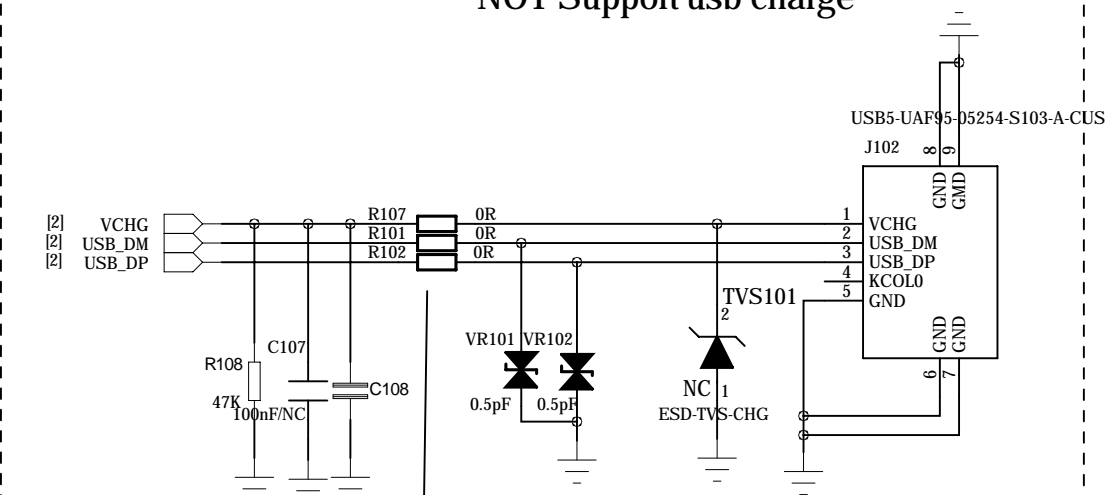 NOT Support usb charge
USB5-UAF95-05254-S103-A-CUS
J102
8
9
GND
GMD
[2] VCHG
R107 0R
1 VCHG
[2] USB_DM
R101 0R
2 USB_DM
[2] USB_DP
R102 0R
3 USB_DP
4 KCOL0
5 GND
TVS101
2
VR101 VR102
GND
GND
C107
R108
C108
6
7
47K
100nF/NC
0.5pF 0.5pF
NC 1
ESD-TVS-CHG